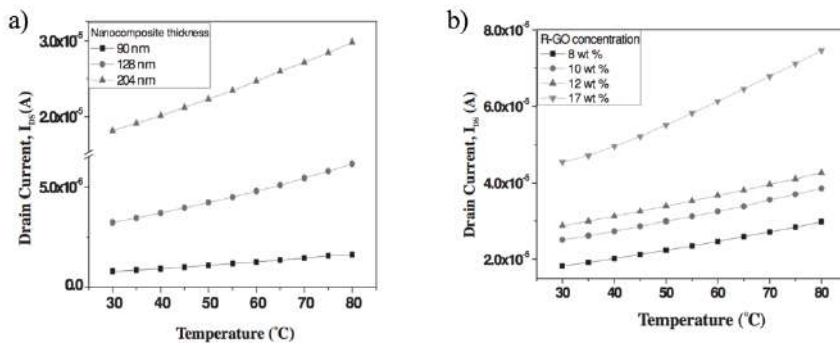 a)
Nanocomposite thickness
90 nm
128 nm
204 nm
3.0x10⁻⁵
2.0x10⁻⁵
5.0x10⁻⁶
0.0
Drain Current, I_DS (A)
30 40 50 60 70 80
Temperature (°C)
b)
R-GO concentration
8 wt %
10 wt %
12 wt %
17 wt %
8.0x10⁻⁵
6.0x10⁻⁵
4.0x10⁻⁵
2.0x10⁻⁵
Drain Current, I_DS (A)
30 40 50 60 70 80
Temperature (°C)